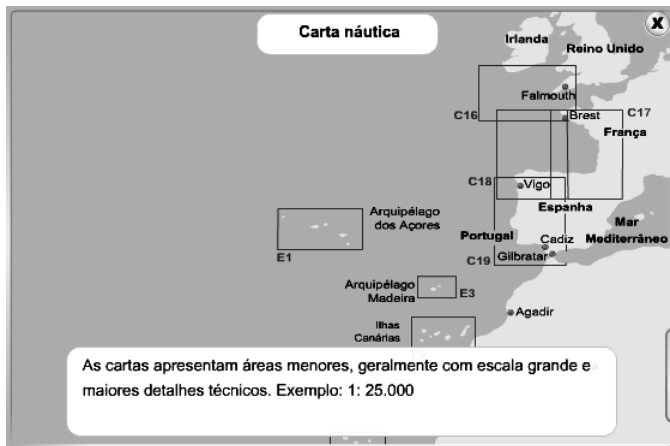 Carta náutica
X
Irlanda
Reino Unido
Falmouth
C16
Brest
C17
França
C18
Vigo
Espanha
Arquipélago
dos Açores
Portugal
Mar
Mediterrâneo
Cadiz
Gilbratar
C19
E1
Arquipélago
Madeira
E3
Agadir
Ilhas
Canárias
As cartas apresentam áreas menores, geralmente com escala grande e
maiores detalhes técnicos. Exemplo: 1: 25.000